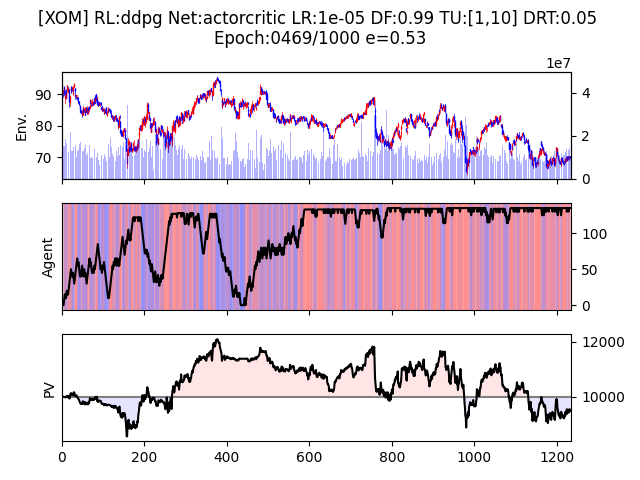 [XOM] RL:ddpg Net:actorcritic LR:1e-05 DF:0.99 TU:[1,10] DRT:0.05
Epoch:0469/1000 e=0.53
1e7
Env.
90
80
70
4
2
0
Agent
100
50
0
PV
12000
10000
0 200 400 600 800 1000 1200